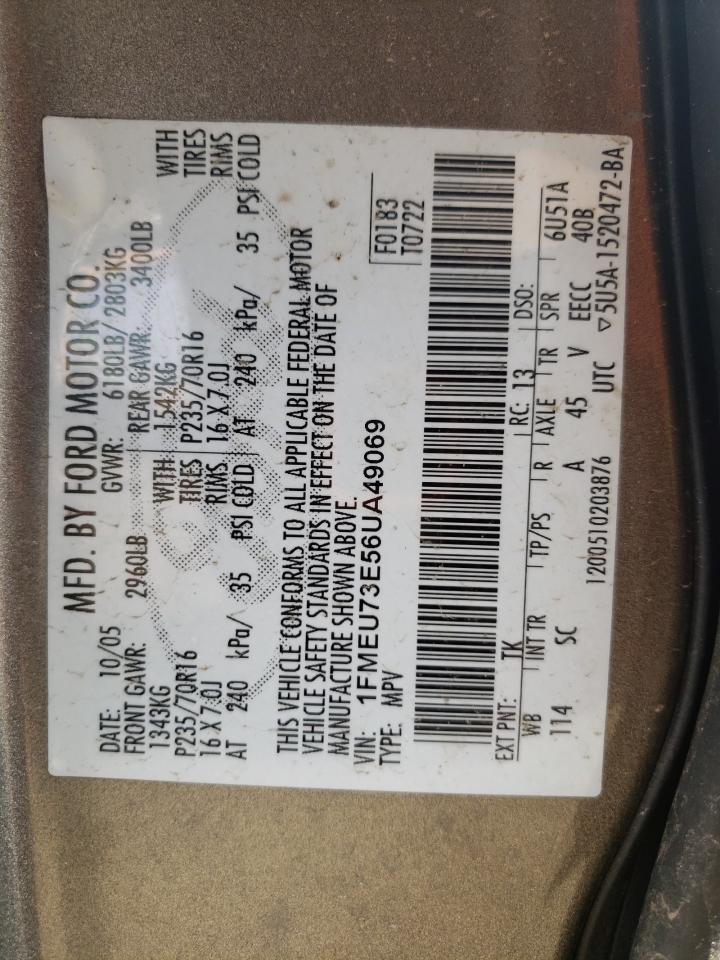 MFD. BY FORD MOTOR CO.
DATE: 10/05 GVWR: 6180LB/ 2803KG
FRONT GAWR: 2960LB REAR GAWR: 3400LB
1343KG WITH 1542KG WITH
P235/70R16 TIRES P235/70R16 TIRES
16 X 7.0J RIMS 16 X 7.0J RIMS
AT 240 kPa/ 35 PSI COLD AT 240 kPa/ 35 PSI COLD
THIS VEHICLE CONFORMS TO ALL APPLICABLE FEDERAL MOTOR
VEHICLE SAFETY STANDARDS IN EFFECT ON THE DATE OF
MANUFACTURE SHOWN ABOVE.
VIN: 1FMEU73E56UA49069 F0183
TYPE: MPV T0722
EXT PNT: TK RC: 13 DSO:
WB INT TR TP/PS R AXLE TR SPR 6U51A
114 SC A 45 V EECC 40B
1200510203876 UTC ▽5U5A-1520472-BA